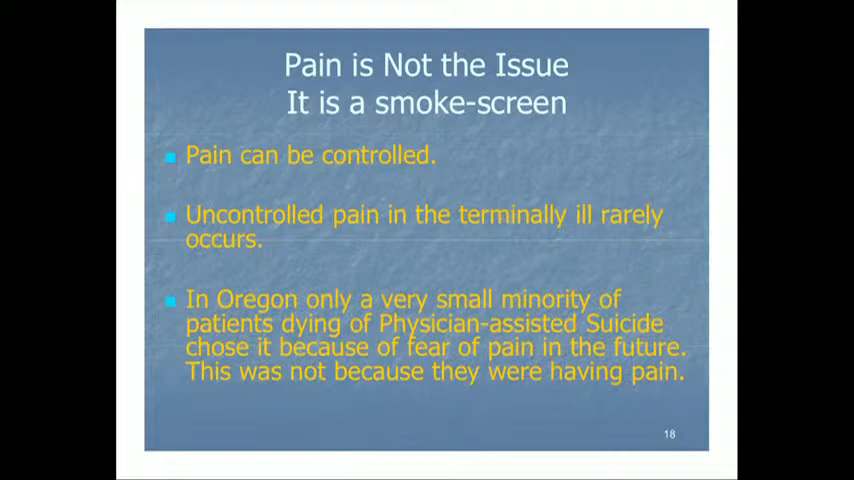 Pain is Not the Issue
It is a smoke-screen
Pain can be controlled.
Uncontrolled pain in the terminally ill rarely
occurs.
In Oregon only a very small minority of
patients dying of Physician-assisted Suicide
chose it because of fear of pain in the future.
This was not because they were having pain.
18